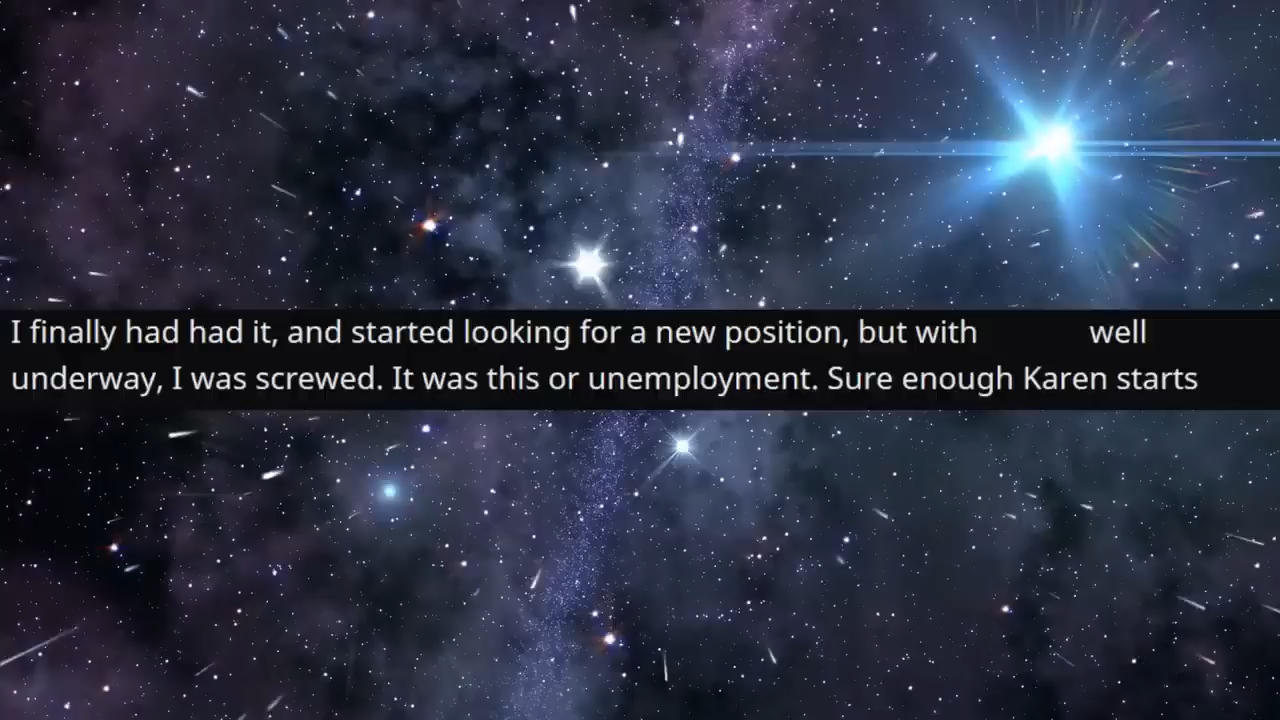 I finally had had it, and started looking for a new position, but with well
underway, I was screwed. It was this or unemployment. Sure enough Karen starts